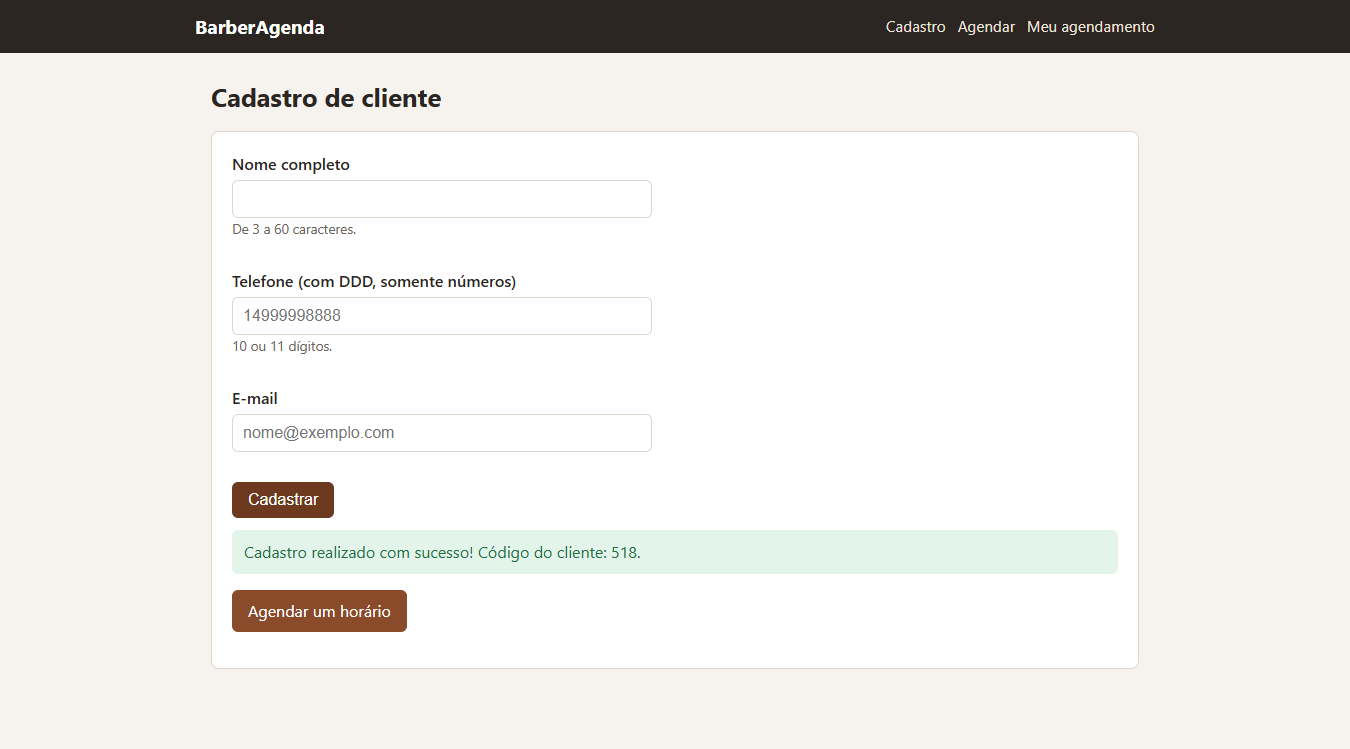 BarberAgenda
Cadastro Agendar Meu agendamento
Cadastro de cliente
Nome completo
De 3 a 60 caracteres.
Telefone (com DDD, somente números)
14999998888
10 ou 11 dígitos.
E-mail
nome@exemplo.com
Cadastrar
Cadastro realizado com sucesso! Código do cliente: 518.
Agendar um horário